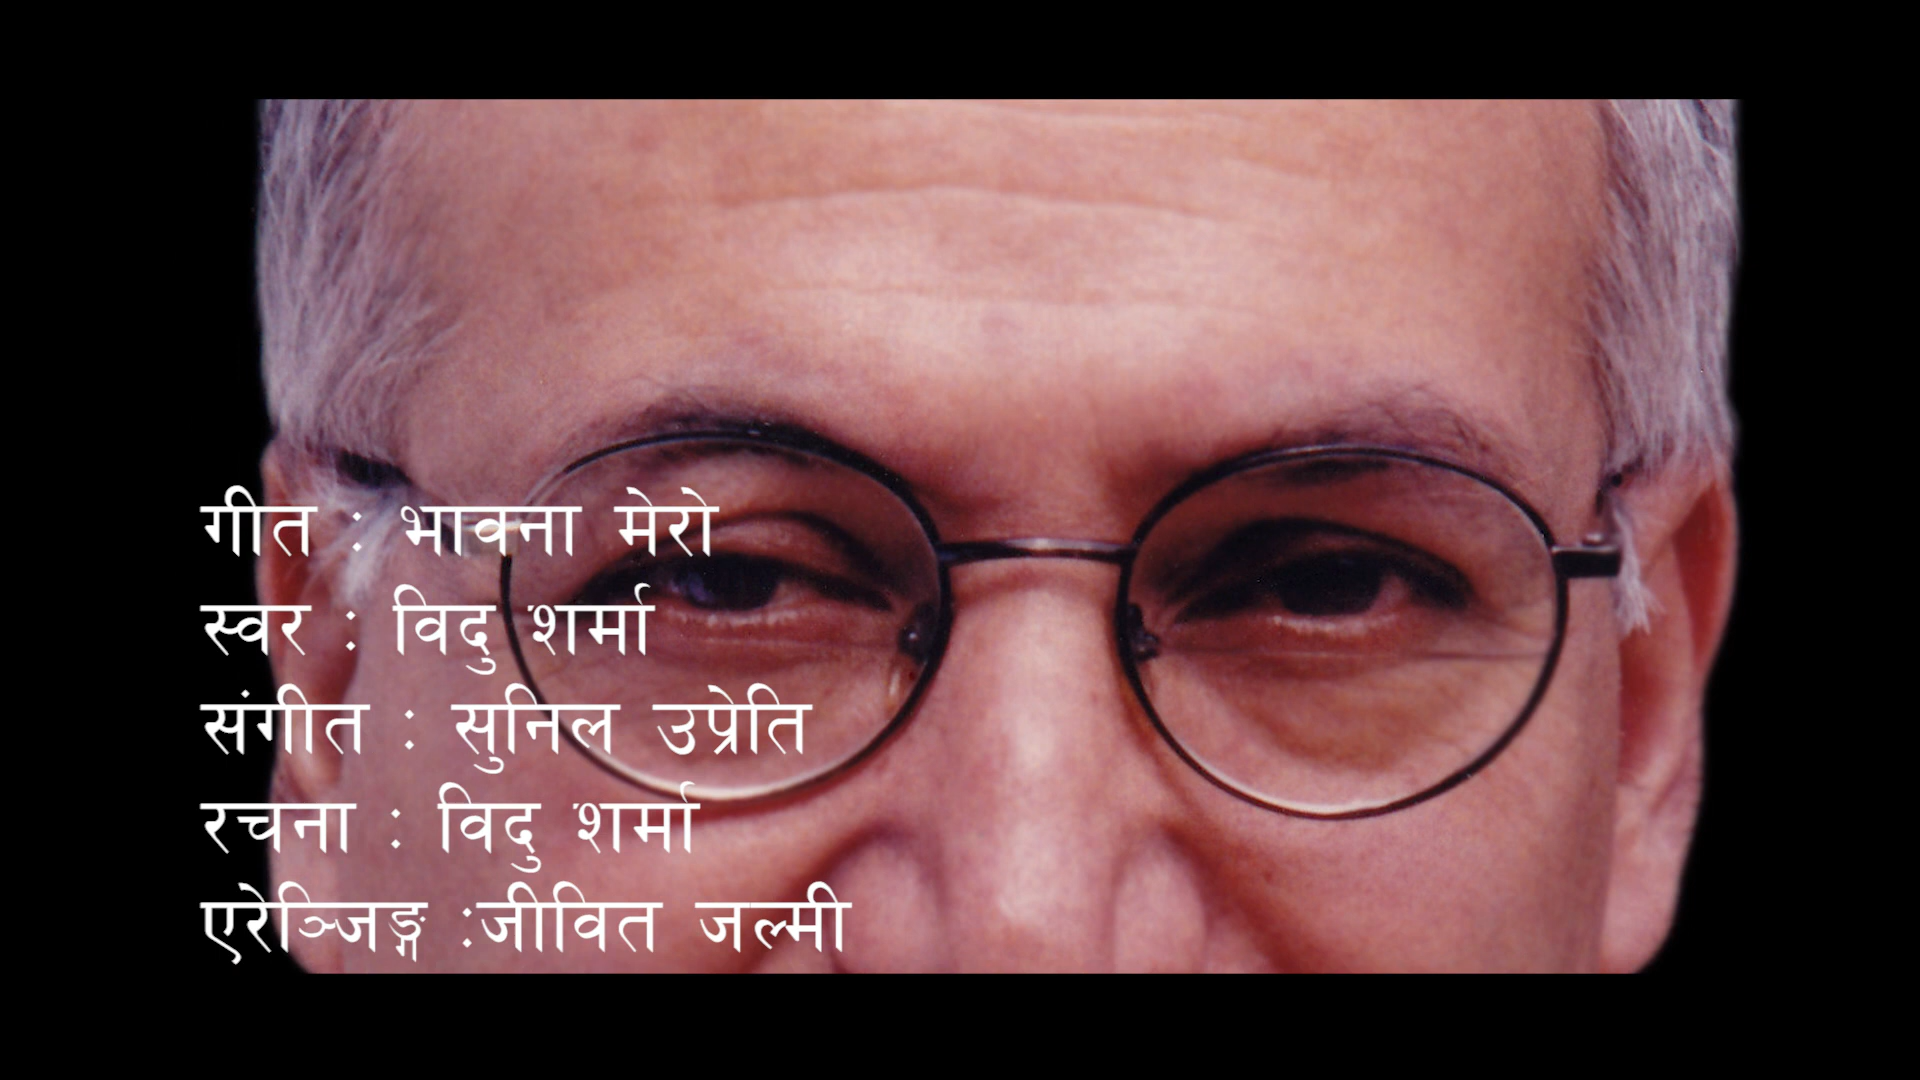 गीत : भावना मेरो
स्वर : विदु शर्मा
संगीत : सुनिल उप्रेति
रचना : विदु शर्मा
एरेञ्जिङ्ग :जीवित जल्मी